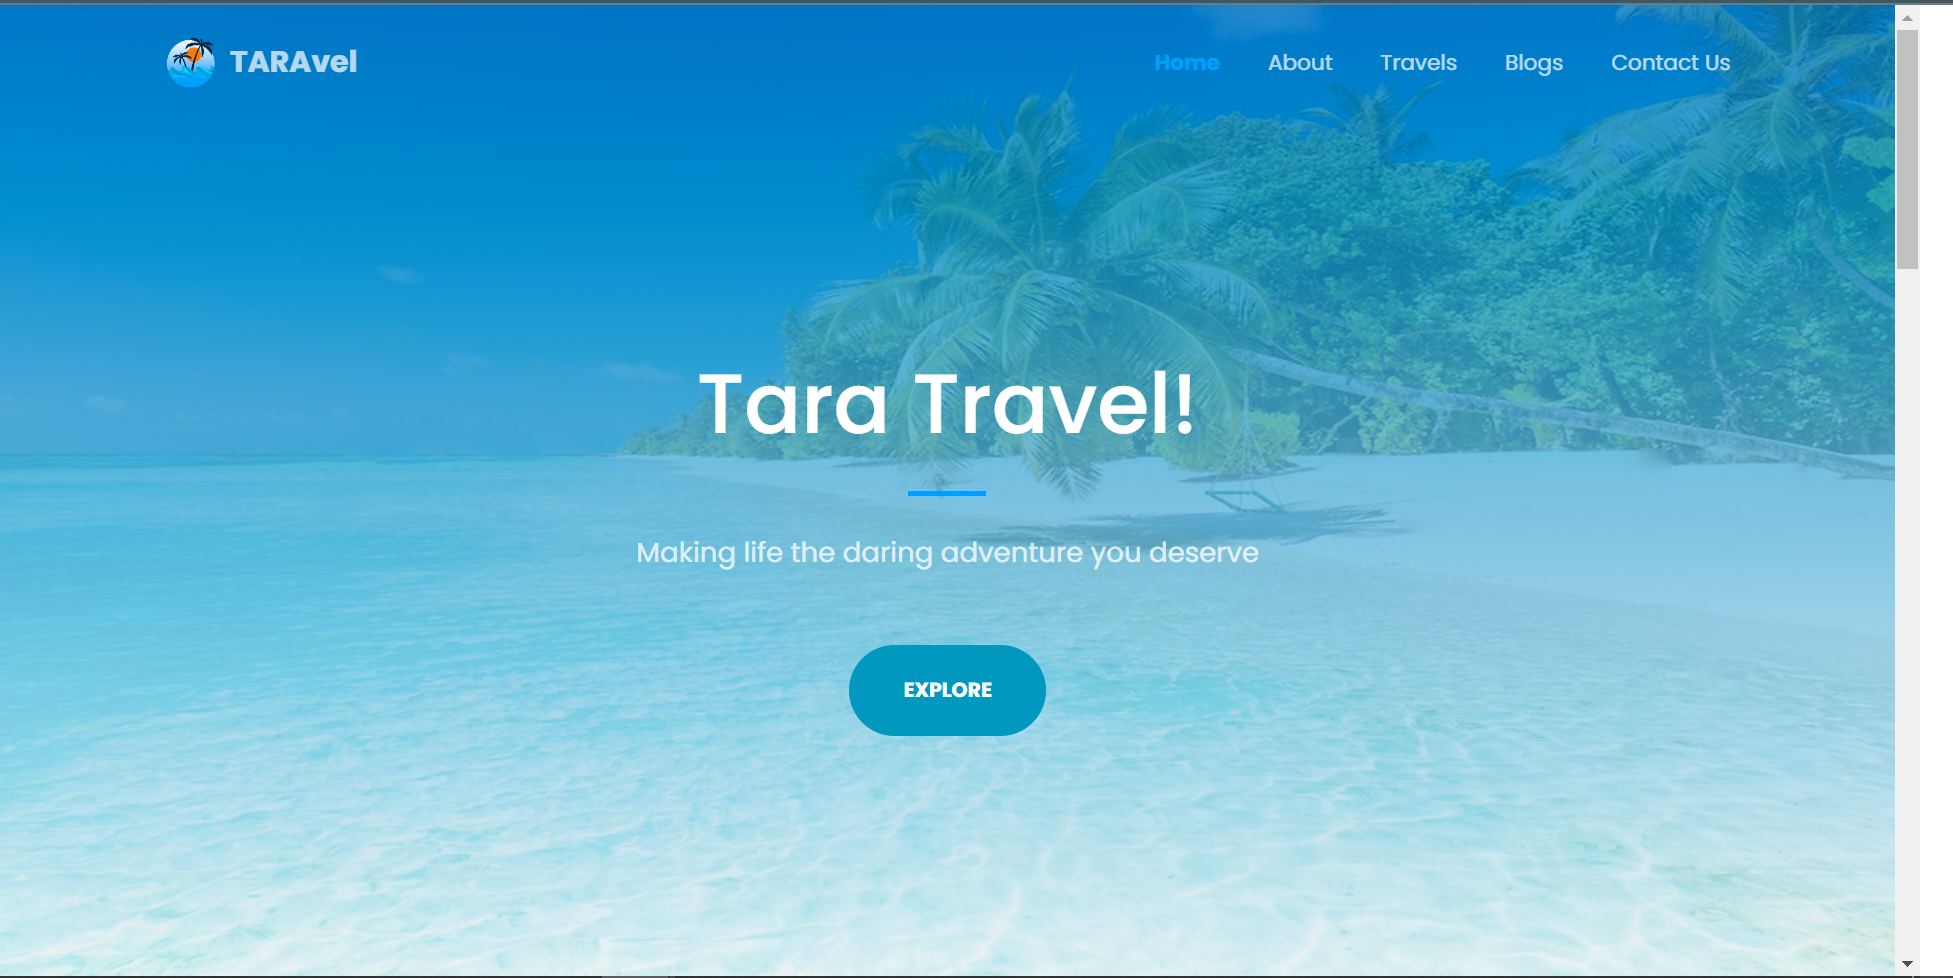 TARAvel
Home About Travels Blogs Contact Us
Tara Travel!
Making life the daring adventure you deserve
EXPLORE